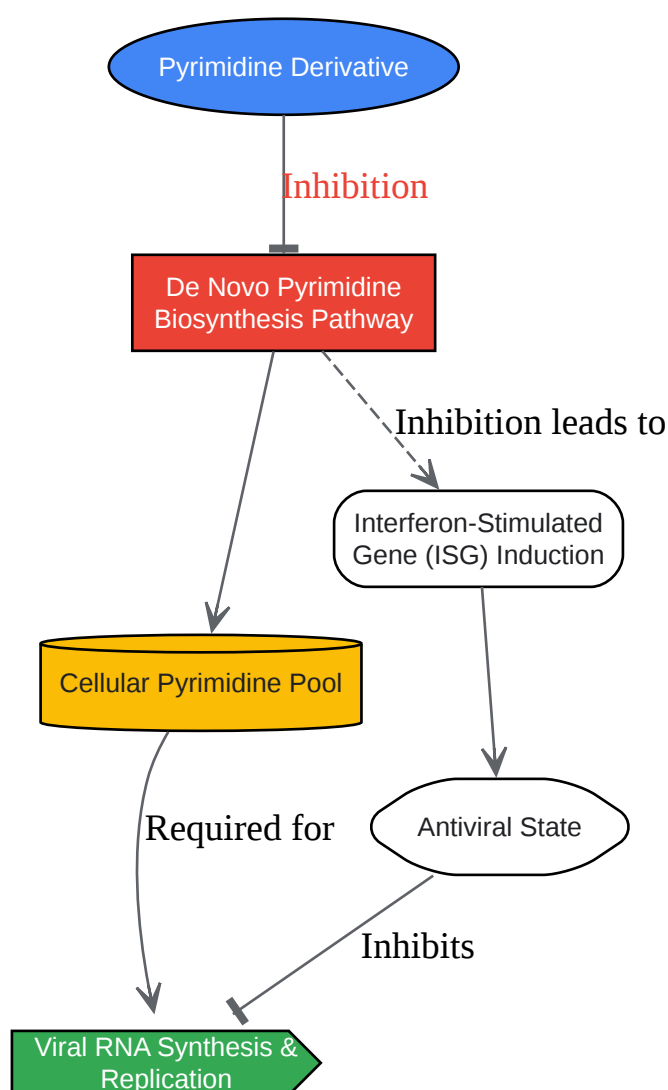 Pyrimidine Derivative
Inhibition
De Novo Pyrimidine
Biosynthesis Pathway
Inhibition leads to
Interferon-Stimulated
Gene (ISG) Induction
Cellular Pyrimidine Pool
Required for
Antiviral State
Inhibits
Viral RNA Synthesis &
Replication